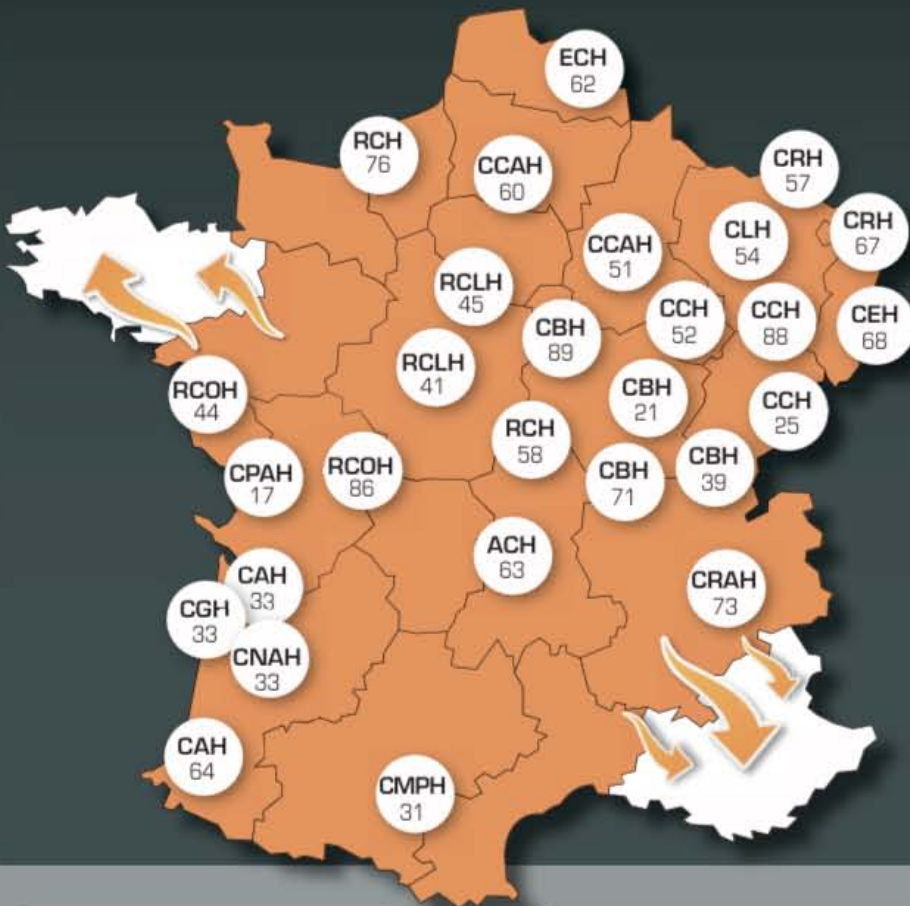 ECH
62
RCH
76
CCAH
60
CRH
57
CRH
67
CLH
54
CCAH
51
RCLH
45
CCH
52
CCH
88
CEH
68
CBH
89
RCLH
41
RCOH
44
CBH
21
CCH
25
RCH
58
CPAH
17
RCOH
86
CBH
71
CBH
39
ACH
63
CAH
33
CRAH
73
CGH
33
CNAH
33
CAH
64
CMPH
31